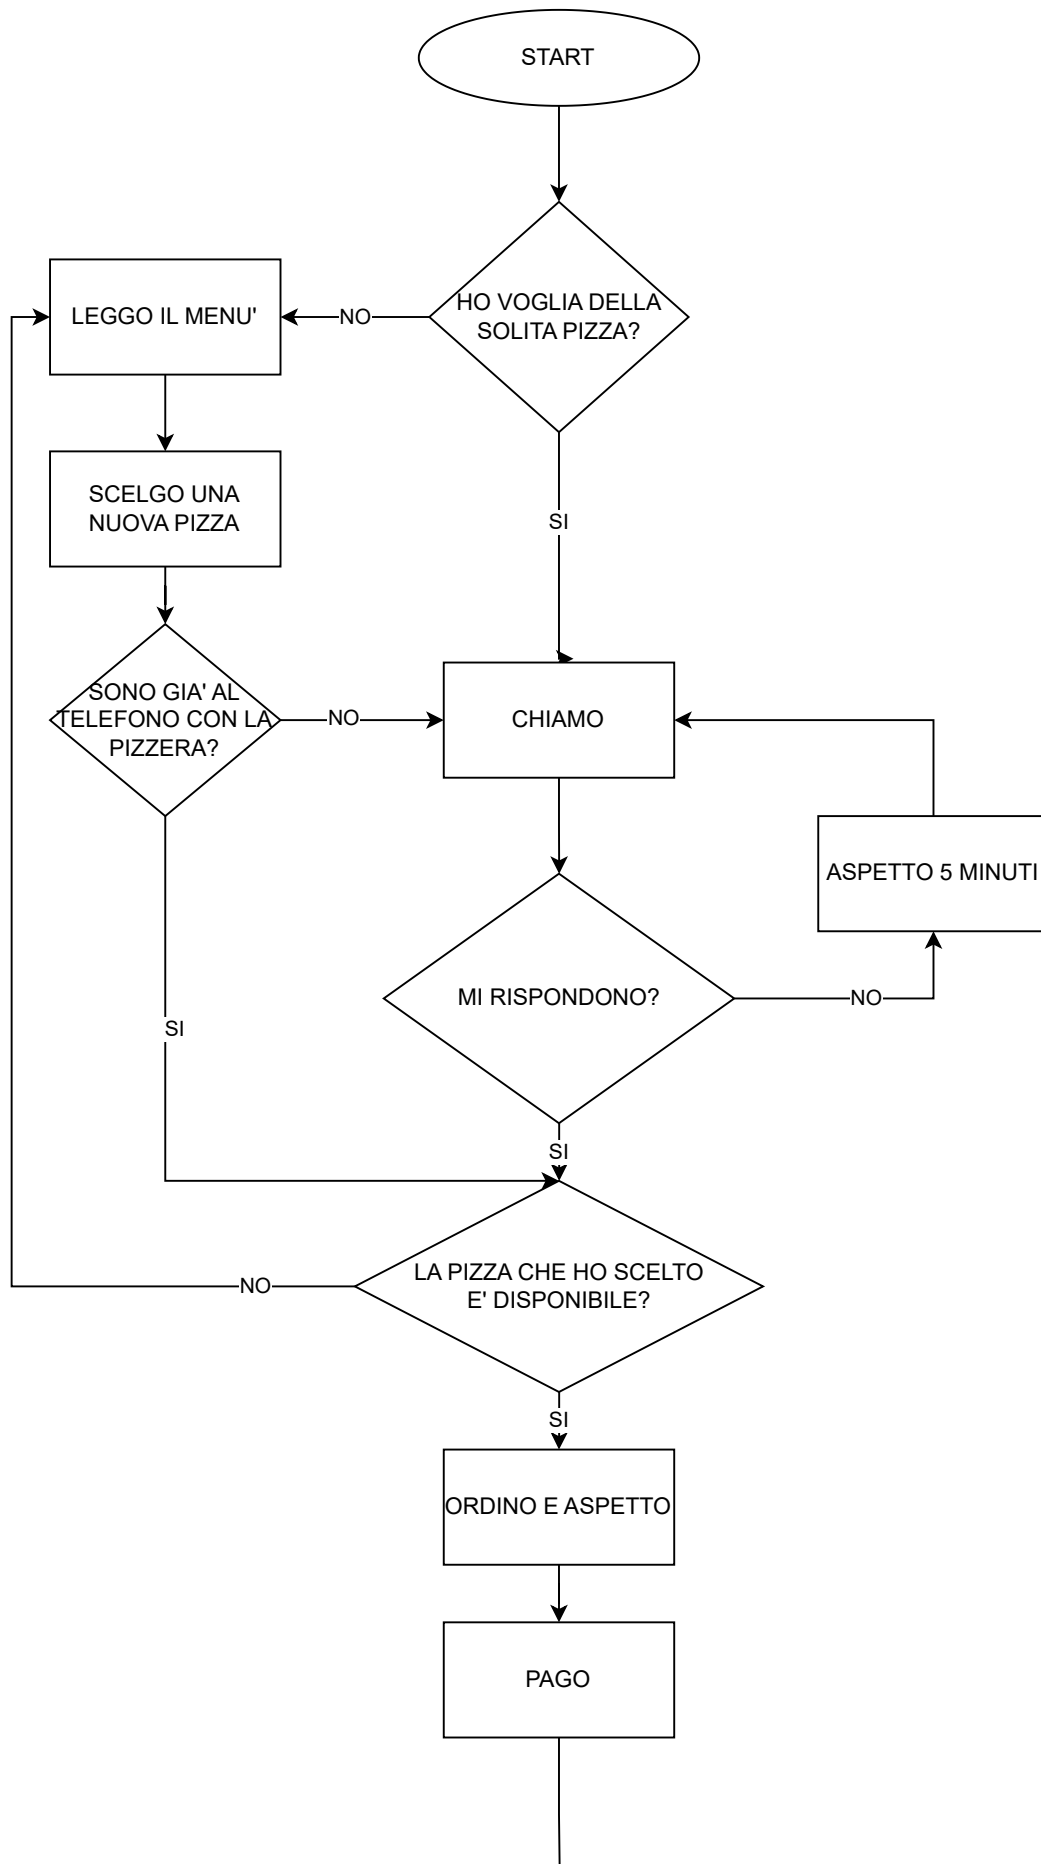 START
HO VOGLIA DELLA
SOLITA PIZZA?
NO
LEGGO IL MENU'
SCELGO UNA
NUOVA PIZZA
SI
SONO GIA' AL
TELEFONO CON LA
PIZZERA?
NO
CHIAMO
ASPETTO 5 MINUTI
MI RISPONDONO?
NO
SI
SI
LA PIZZA CHE HO SCELTO
E' DISPONIBILE?
NO
SI
ORDINO E ASPETTO
PAGO